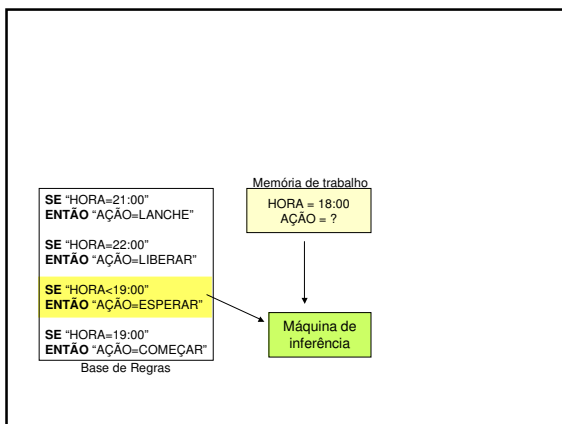 SE “HORA=21:00”
ENTÃO “AÇÃO=LANCHE”
SE “HORA=22:00”
ENTÃO “AÇÃO=LIBERAR”
SE “HORA<19:00”
ENTÃO “AÇÃO=ESPERAR”
SE “HORA=19:00”
ENTÃO “AÇÃO=COMEÇAR”
Base de Regras
Memória de trabalho
HORA = 18:00
AÇÃO = ?
Máquina de
inferência